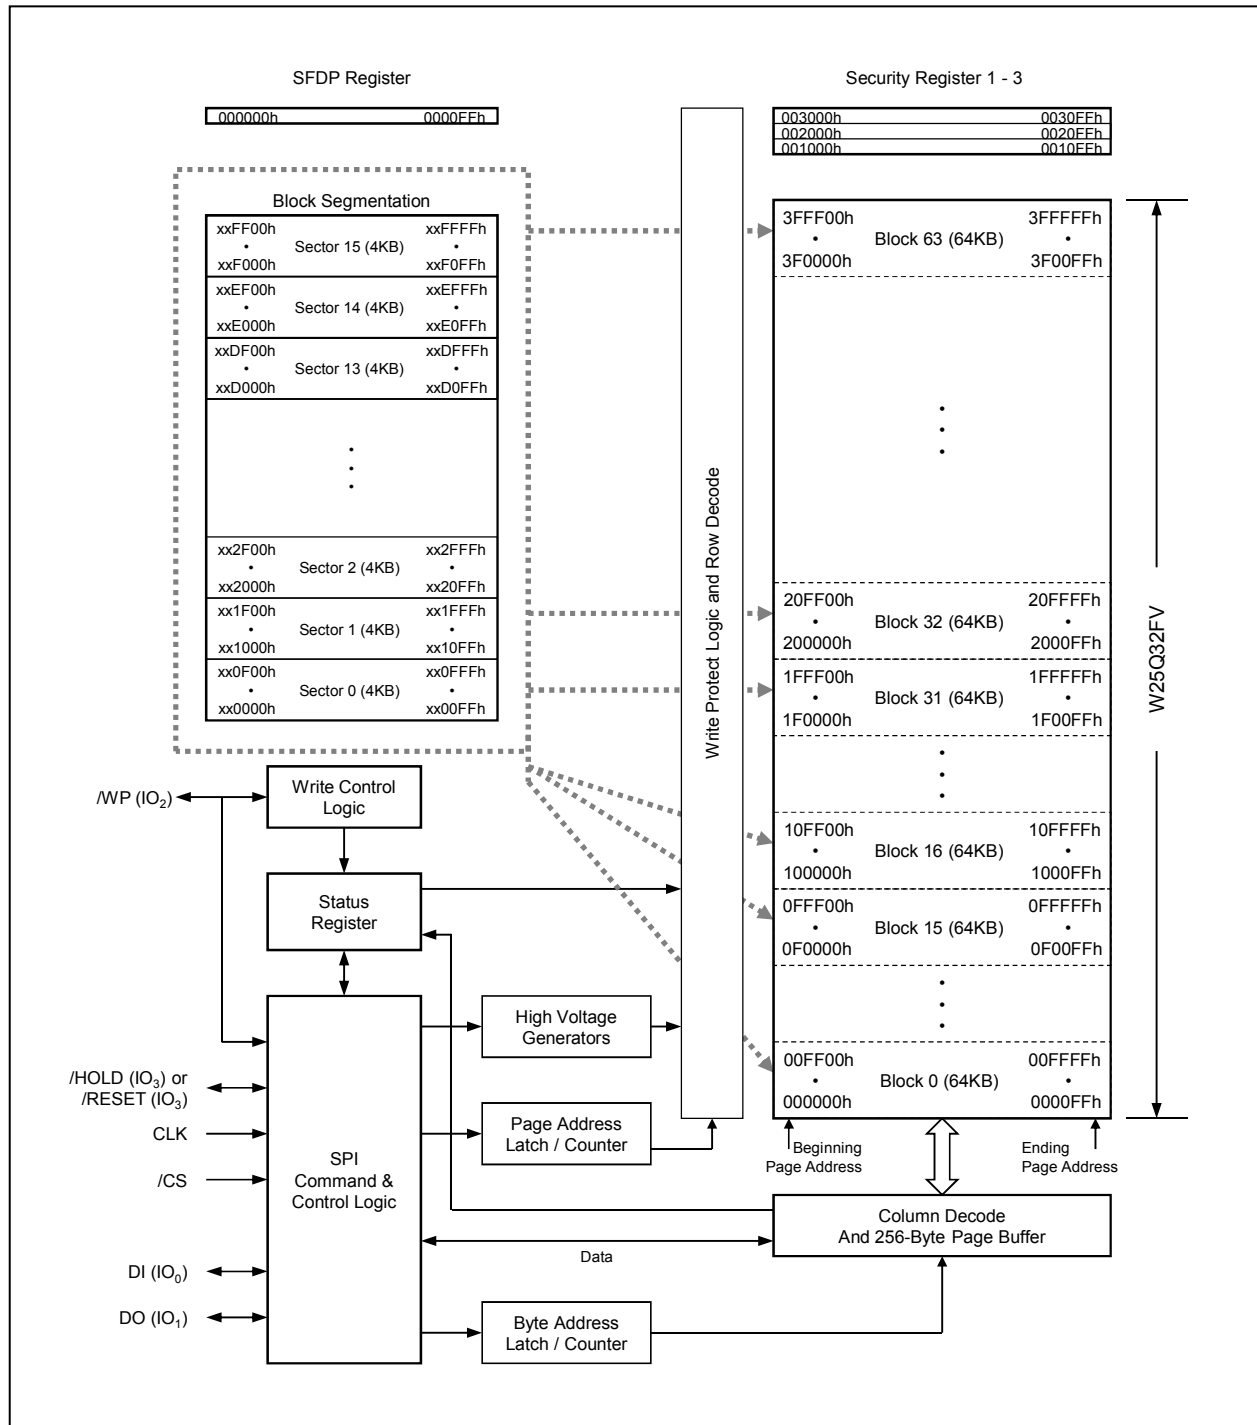 SFDP Register
000000h 0000FFh
Security Register 1 - 3
003000h 0030FFh
002000h 0020FFh
001000h 0010FFh
Block Segmentation
xxFF00h xxFFFFh
• Sector 15 (4KB) •
xxF000h xxF0FFh
xxEF00h xxEFFFh
• Sector 14 (4KB) •
xxE000h xxE0FFh
xxDF00h xxDFFFh
• Sector 13 (4KB) •
xxD000h xxD0FFh
xx2F00h xx2FFFh
• Sector 2 (4KB) •
xx2000h xx20FFh
xx1F00h xx1FFFh
• Sector 1 (4KB) •
xx1000h xx10FFh
xx0F00h xx0FFFh
• Sector 0 (4KB) •
xx0000h xx00FFh
Write Protect Logic and Row Decode
3FFF00h 3FFFFFh
• Block 63 (64KB) •
3F0000h 3F00FFh
20FF00h 20FFFFh
• Block 32 (64KB) •
200000h 2000FFh
1FFF00h 1FFFFFh
• Block 31 (64KB) •
1F0000h 1F00FFh
10FF00h 10FFFFh
• Block 16 (64KB) •
100000h 1000FFh
0FFF00h 0FFFFFh
• Block 15 (64KB) •
0F0000h 0F00FFh
00FF00h 00FFFFh
• Block 0 (64KB) •
000000h 0000FFh
W25Q32FV
Beginning
Page Address
Ending
Page Address
/WP (IO2)
Write Control
Logic
Status
Register
High Voltage
Generators
/HOLD (IO3) or
/RESET (IO3)
CLK
/CS
SPI
Command &
Control Logic
Page Address
Latch / Counter
Column Decode
And 256-Byte Page Buffer
Data
DI (IO0)
DO (IO1)
Byte Address
Latch / Counter